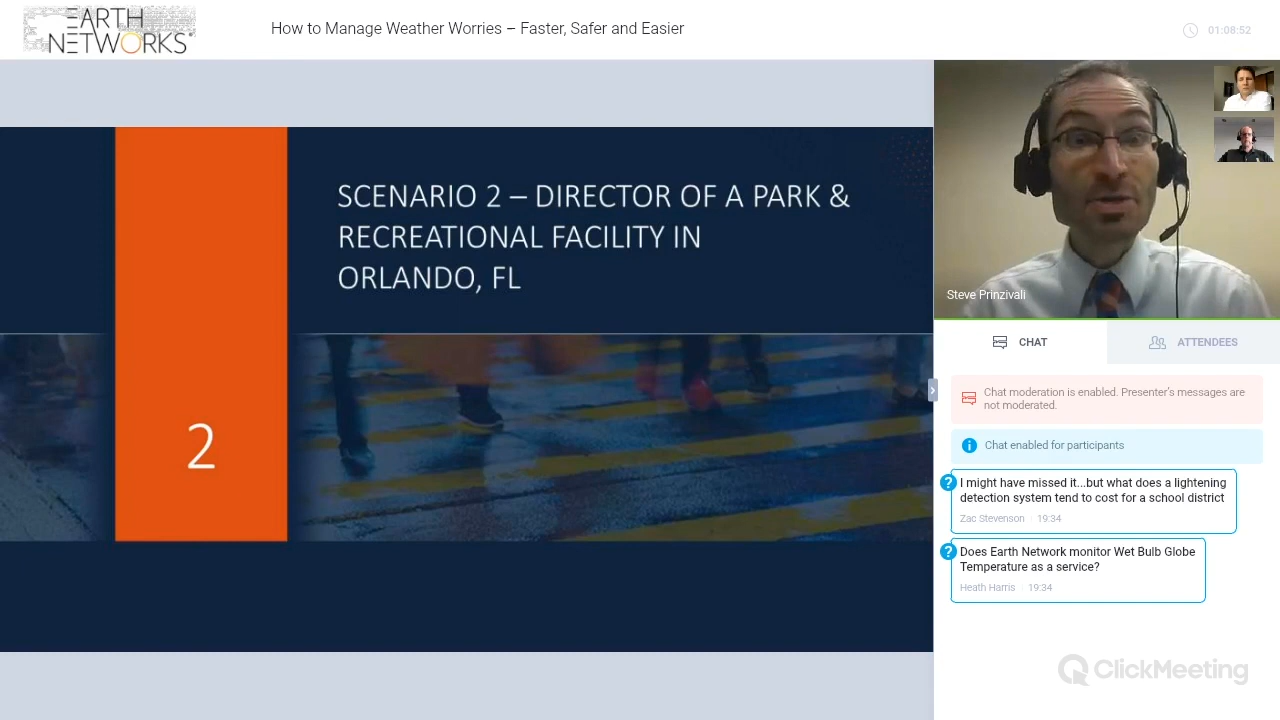 EARTH
NETWORKS
How to Manage Weather Worries – Faster, Safer and Easier
01:08:52
SCENARIO 2 – DIRECTOR OF A PARK &
RECREATIONAL FACILITY IN
ORLANDO, FL
2
Steve Prinzivali
CHAT
ATTENDEES
Chat moderation is enabled. Presenter's messages are
not moderated.
Chat enabled for participants
I might have missed it...but what does a lightening
detection system tend to cost for a school district
Zac Stevenson 19:34
Does Earth Network monitor Wet Bulb Globe
Temperature as a service?
Heath Harris 19:34
ClickMeeting